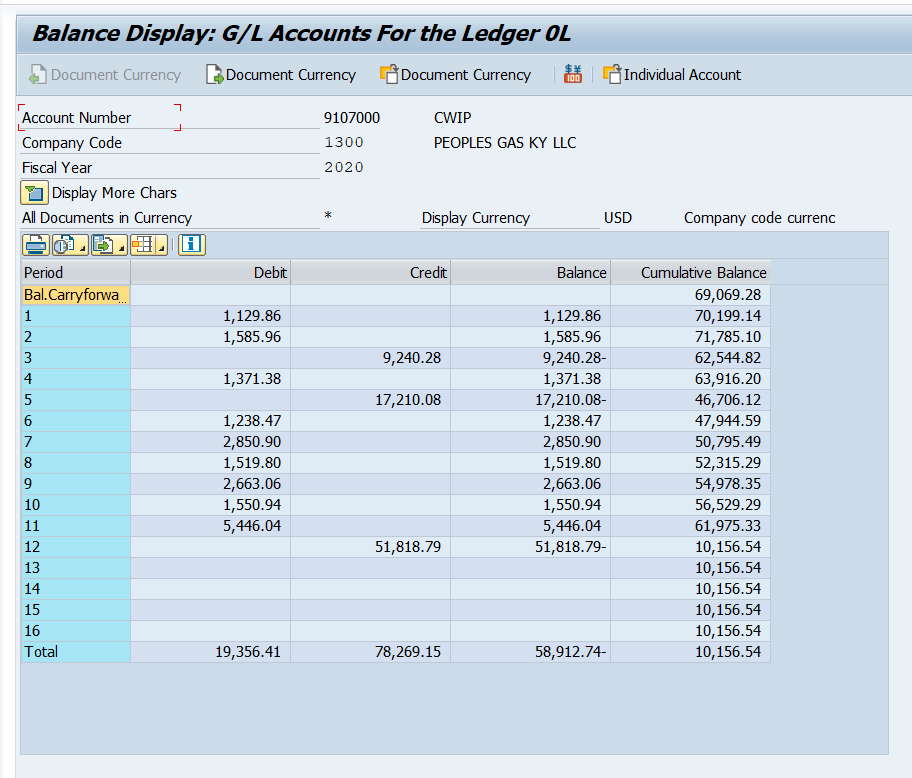 Balance Display: G/L Accounts For the Ledger 0L
Document Currency Document Currency Document Currency Individual Account
Account Number 9107000 CWIP
Company Code 1300 PEOPLES GAS KY LLC
Fiscal Year 2020
Display More Chars
All Documents in Currency * Display Currency USD Company code currenc
Period Debit Credit Balance Cumulative Balance
Bal.Carryforwa... 69,069.28
1 1,129.86 1,129.86 70,199.14
2 1,585.96 1,585.96 71,785.10
3 9,240.28 9,240.28- 62,544.82
4 1,371.38 1,371.38 63,916.20
5 17,210.08 17,210.08- 46,706.12
6 1,238.47 1,238.47 47,944.59
7 2,850.90 2,850.90 50,795.49
8 1,519.80 1,519.80 52,315.29
9 2,663.06 2,663.06 54,978.35
10 1,550.94 1,550.94 56,529.29
11 5,446.04 5,446.04 61,975.33
12 51,818.79 51,818.79- 10,156.54
13 10,156.54
14 10,156.54
15 10,156.54
16 10,156.54
Total 19,356.41 78,269.15 58,912.74- 10,156.54